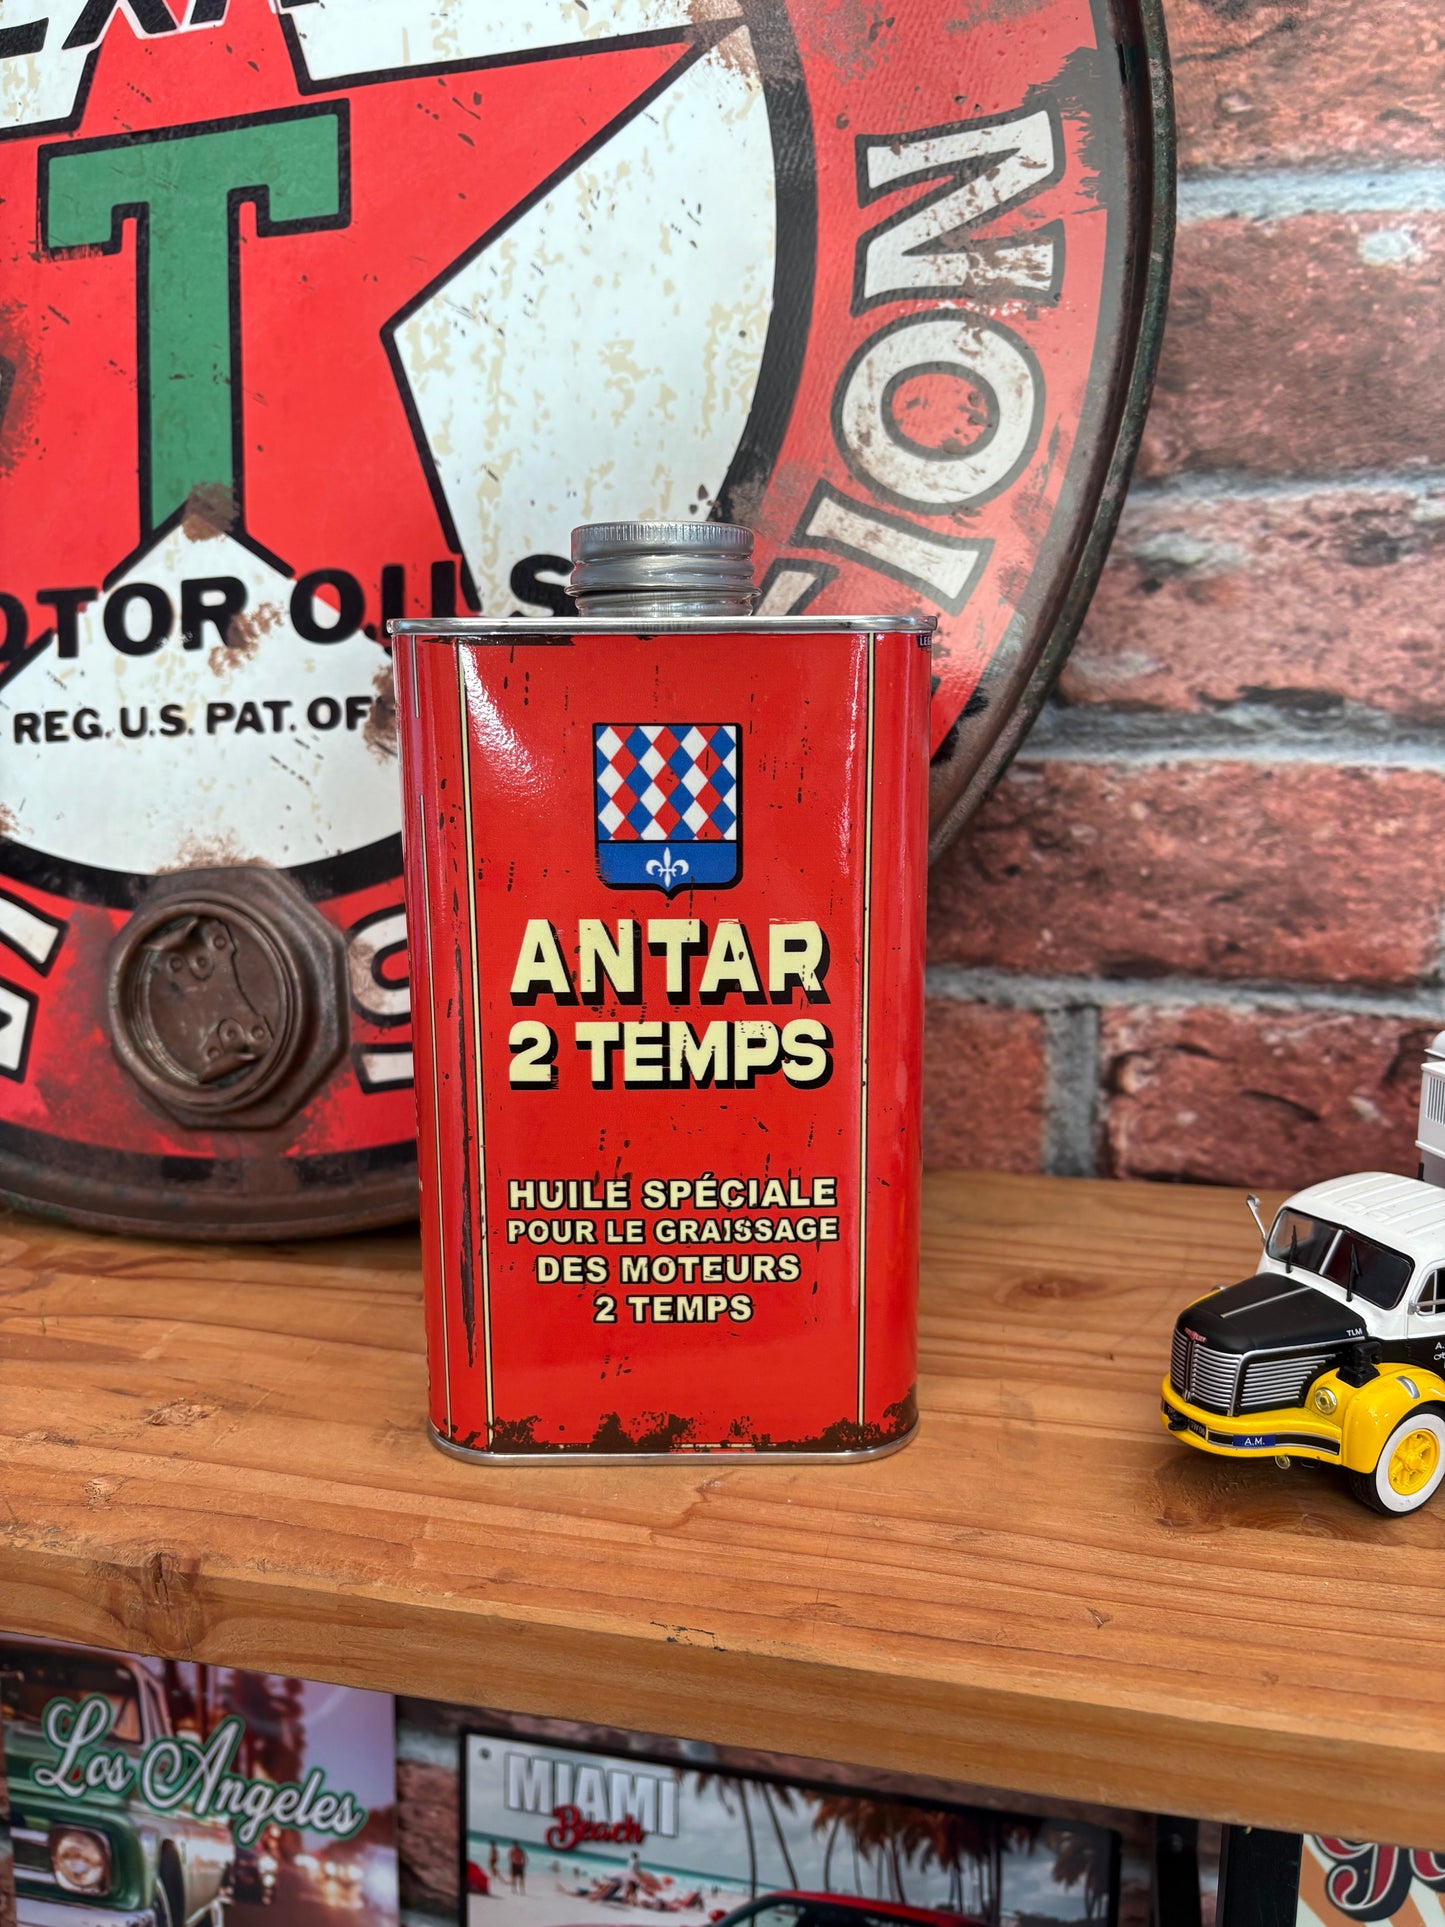 T
MOTOR OILS
REG. U.S. PAT. OFF
ANTAR
2 TEMPS
HUILE SPÉCIALE
POUR LE GRAISSAGE
DES MOTEURS
2 TEMPS
TLM
A.M.
Los Angeles
MIAMI
Beach